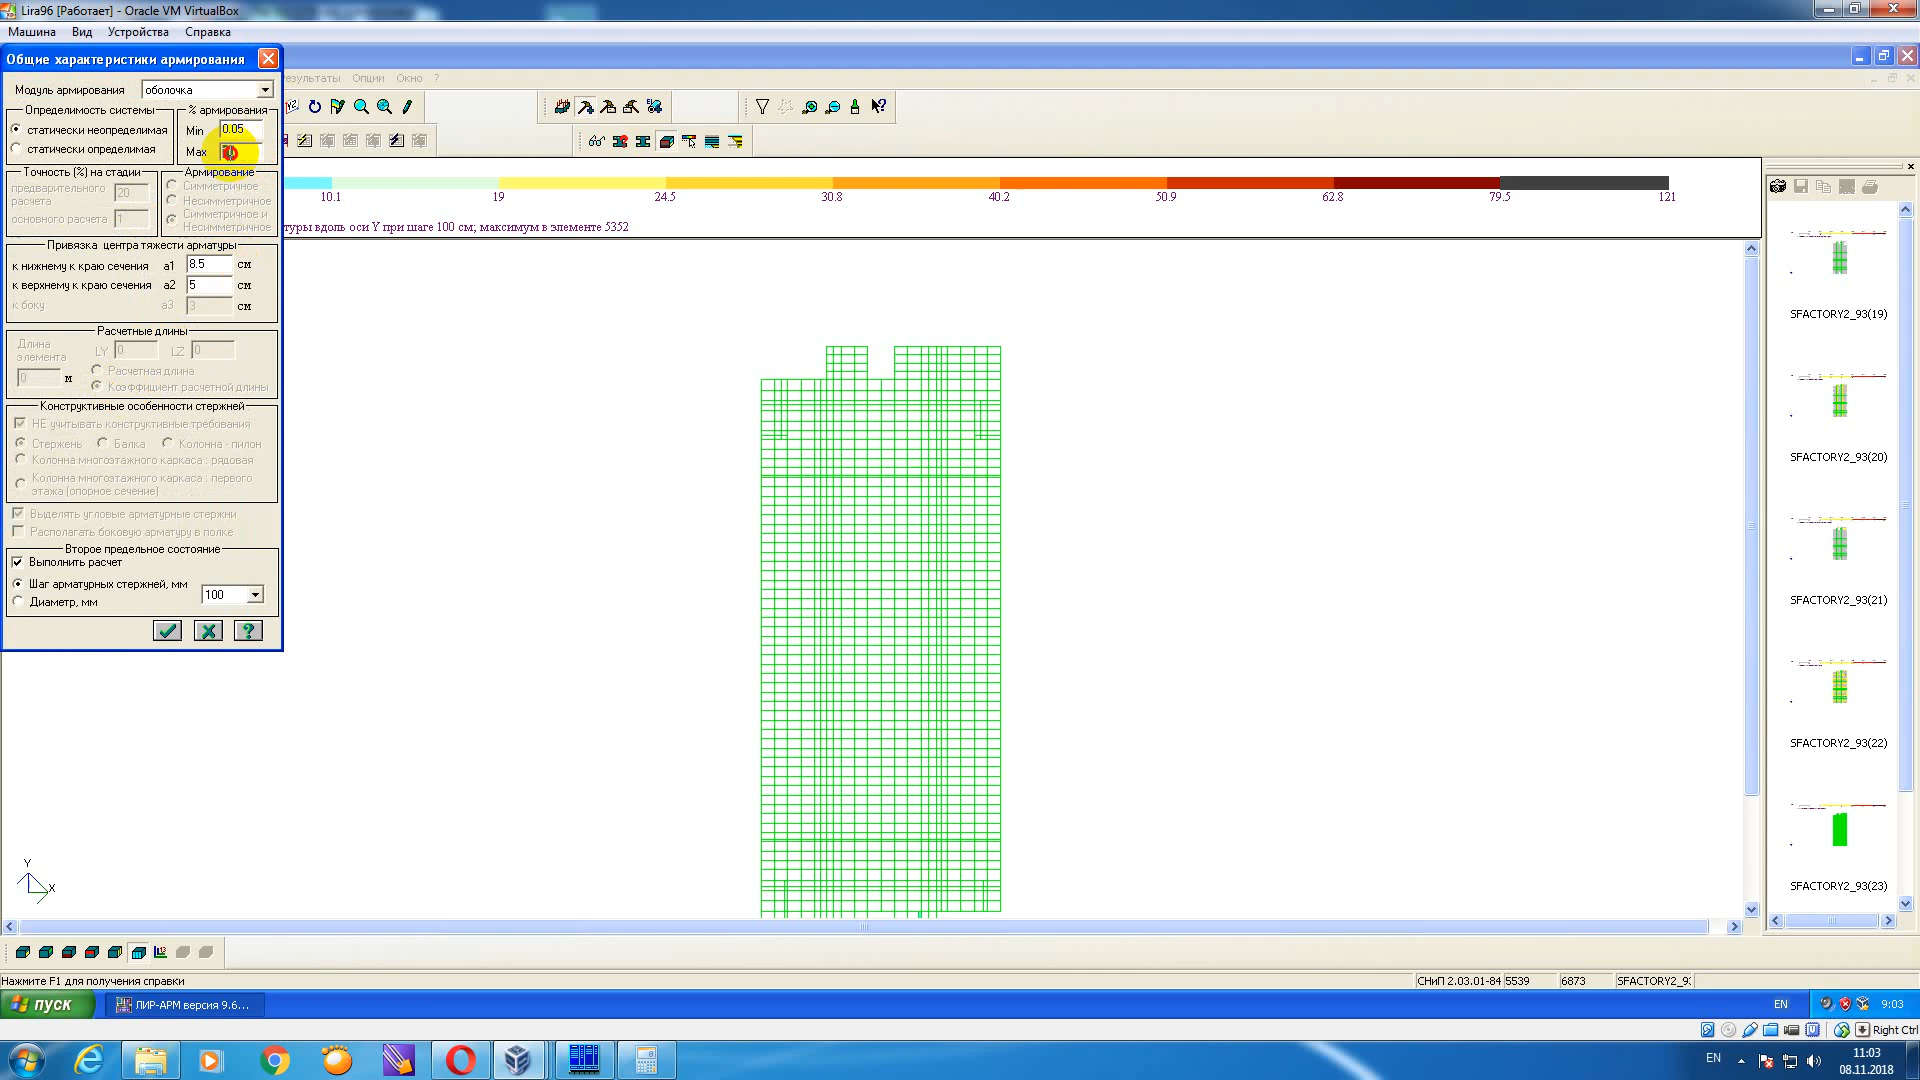 Lira96 [Работает] - Oracle VM VirtualBox
Машина Вид Устройства Справка
Общие характеристики армирования
Результаты Опции Окно ?
Модуль армирования оболочка
Определимость системы
статически неопределимая
статически определимая
% армирования
Min 0.05
Max
Точность (%) на стадии
предварительного расчета 20
основного расчета 1
Армирование
Симметричное
Несимметричное
Симметричное и Несимметричное
Привязка центра тяжести арматуры
к нижнему к краю сечения a1 8.5 см
к верхнему к краю сечения a2 5 см
к боку a3 3 см
Расчетные длины
Длина элемента
LY 0 LZ 0
0 м
Расчетная длина
Коэффициент расчетной длины
Конструктивные особенности стержней
НЕ учитывать конструктивные требования
Стержень Балка Колонна - пилон
Колонна многоэтажного каркаса : рядовая
Колонна многоэтажного каркаса : первого
этажа (опорное сечение)
Выделять угловые арматурные стержни
Располагать боковую арматуру в полке
Второе предельное состояние
Выполнить расчет
Шаг арматурных стержней, мм
Диаметр, мм
100
10.1 19 24.5 30.8 40.2 50.9 62.8 79.5 121
туры вдоль оси Y при шаге 100 см; максимум в элементе 5352
SFACTORY2_93(19)
SFACTORY2_93(20)
SFACTORY2_93(21)
SFACTORY2_93(22)
SFACTORY2_93(23)
Y
X
Нажмите F1 для получения справки
СНиП 2.03.01-84 5539 6873 SFACTORY2_9
пуск ЛИР-АРМ версия 9.6...
EN 9:03
Right Ctrl
EN 11:03
08.11.2018